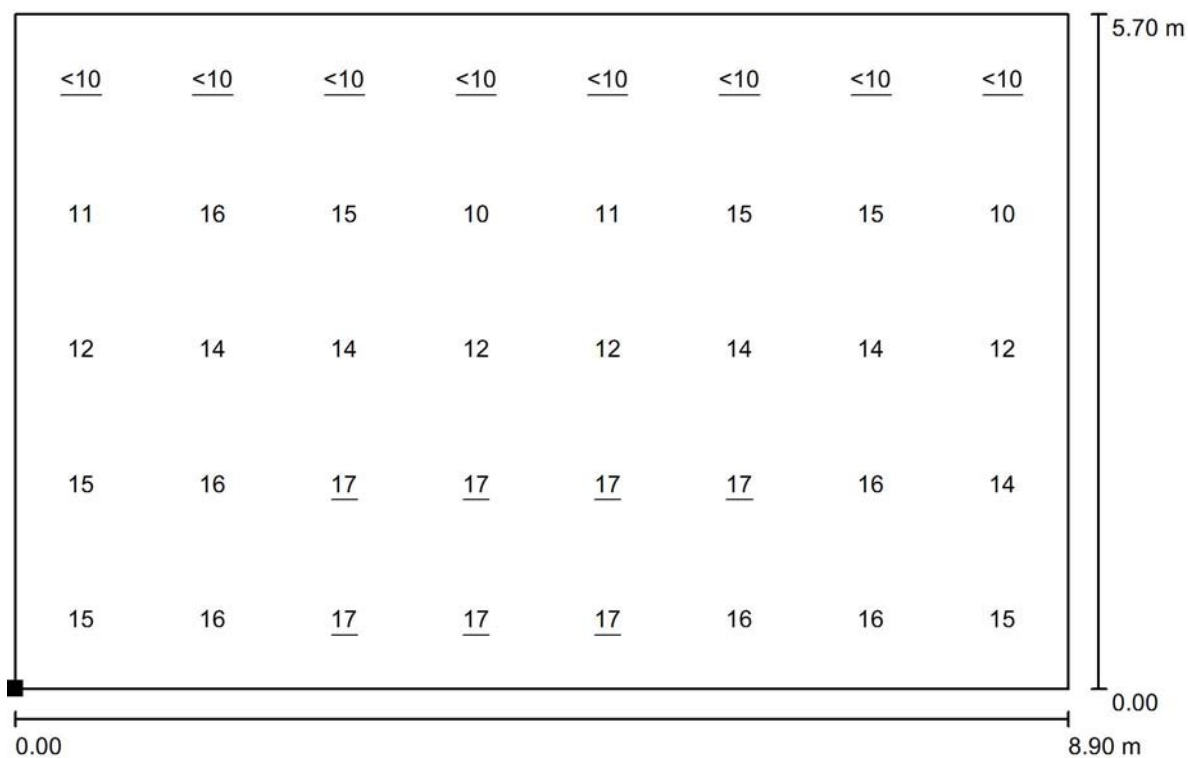 5.70 m
<10 <10 <10 <10 <10 <10 <10 <10
11 16 15 10 11 15 15 10
12 14 14 12 12 14 14 12
15 16 17 17 17 17 16 14
15 16 17 17 17 16 16 15
0.00
0.00 8.90 m